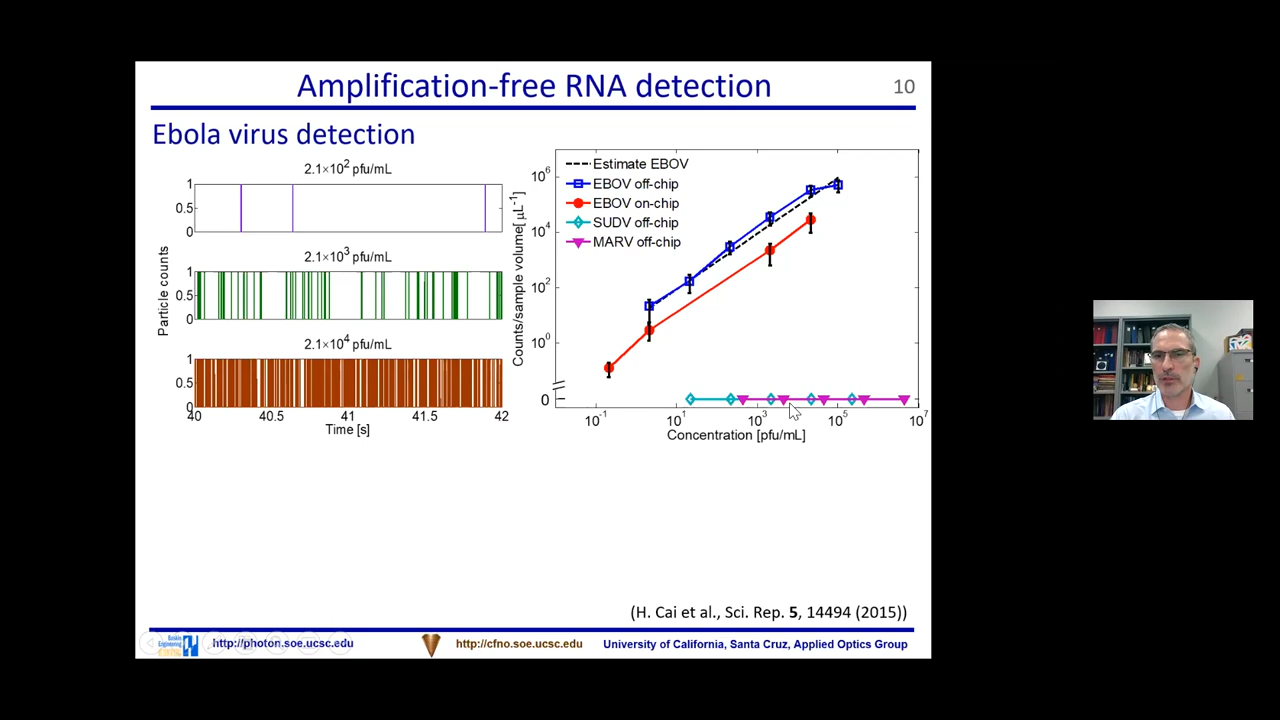 Amplification-free RNA detection
10
Ebola virus detection
2.1×10² pfu/mL
1
0.5
0
2.1×10³ pfu/mL
1
0.5
0
2.1×10⁴ pfu/mL
1
0.5
0
40 40.5 41 41.5 42
Time [s]
Particle counts
Estimate EBOV
EBOV off-chip
EBOV on-chip
SUDV off-chip
MARV off-chip
Counts/sample volume[ μL⁻¹]
10⁶
10⁴
10²
10⁰
0
10⁻¹ 10¹ 10³ 10⁵ 10⁷
Concentration [pfu/mL]
(H. Cai et al., Sci. Rep. 5, 14494 (2015))
Baskin
Engineering
http://photon.soe.ucsc.edu
http://cfno.soe.ucsc.edu
University of California, Santa Cruz, Applied Optics Group